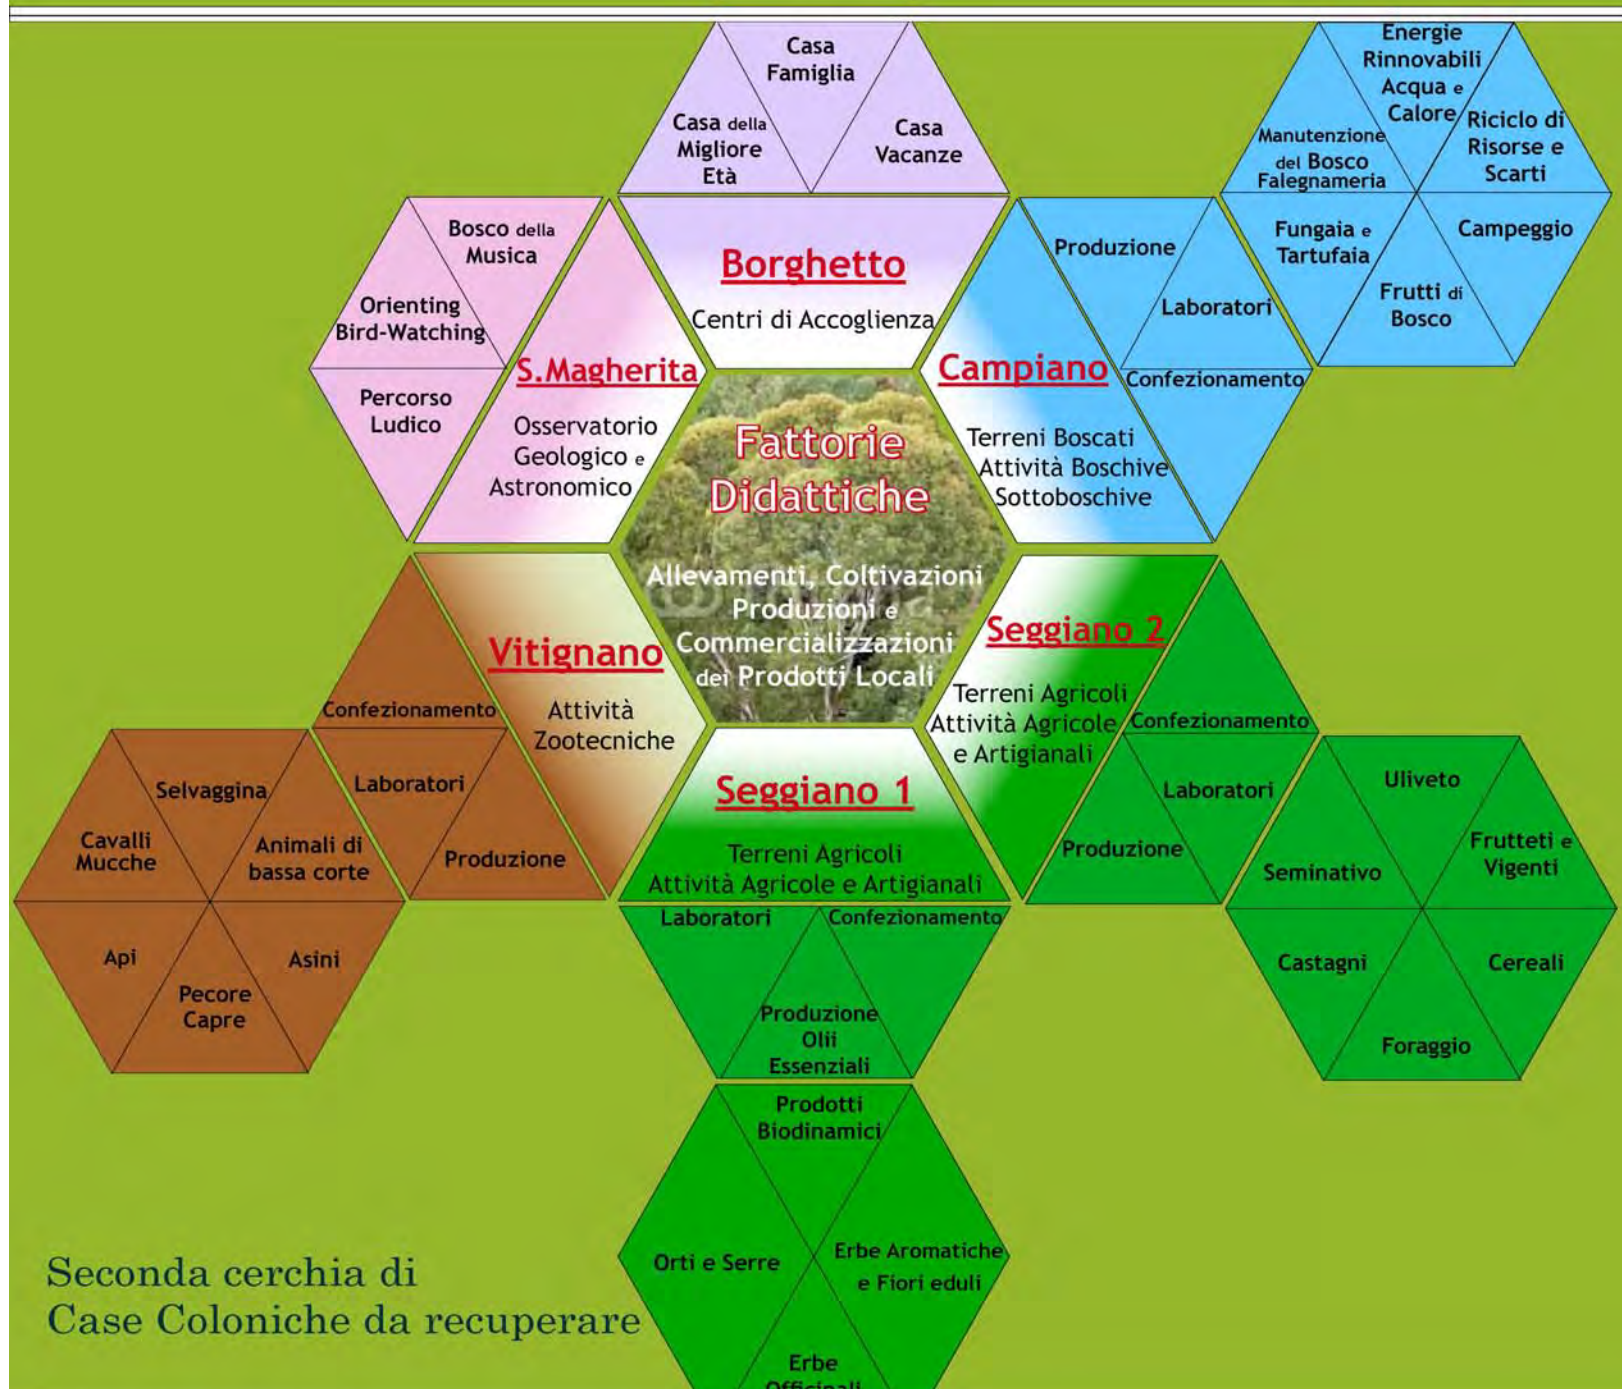 Casa
Famiglia
Casa della
Migliore
Età
Casa
Vacanze
Borghetto
Centri di Accoglienza
Energie
Rinnovabili
Acqua e
Calore
Riciclo di
Risorse e
Scarti
Manutenzione
del Bosco
Falegnameria
Fungaia e
Tartufaia
Campeggio
Frutti di
Bosco
Bosco della
Musica
Orienting
Bird-Watching
Percorso
Ludico
S.Magherita
Osservatorio
Geologico e
Astronomico
Produzione
Laboratori
Confezionamento
Campiano
Terreni Boscati
Attività Boschive
Sottoboschive
Fattorie
Didattiche
Allevamenti, Coltivazioni
Produzioni e
Commercializzazioni
dei Prodotti Locali
Vitignano
Attività
Zootecniche
Confezionamento
Laboratori
Produzione
Selvaggina
Cavalli
Mucche
Animali di
bassa corte
Api
Pecore
Capre
Asini
Seggiano 2
Terreni Agricoli
Attività Agricole
e Artigianali
Confezionamento
Laboratori
Produzione
Uliveto
Frutteti e
Vigenti
Seminativo
Castagni
Cereali
Foraggio
Seggiano 1
Terreni Agricoli
Attività Agricole e Artigianali
Laboratori
Confezionamento
Produzione
Olii
Essenziali
Prodotti
Biodinamici
Orti e Serre
Erbe Aromatiche
e Fiori eduli
Erbe
Officinali
Seconda cerchia di
Case Coloniche da recuperare